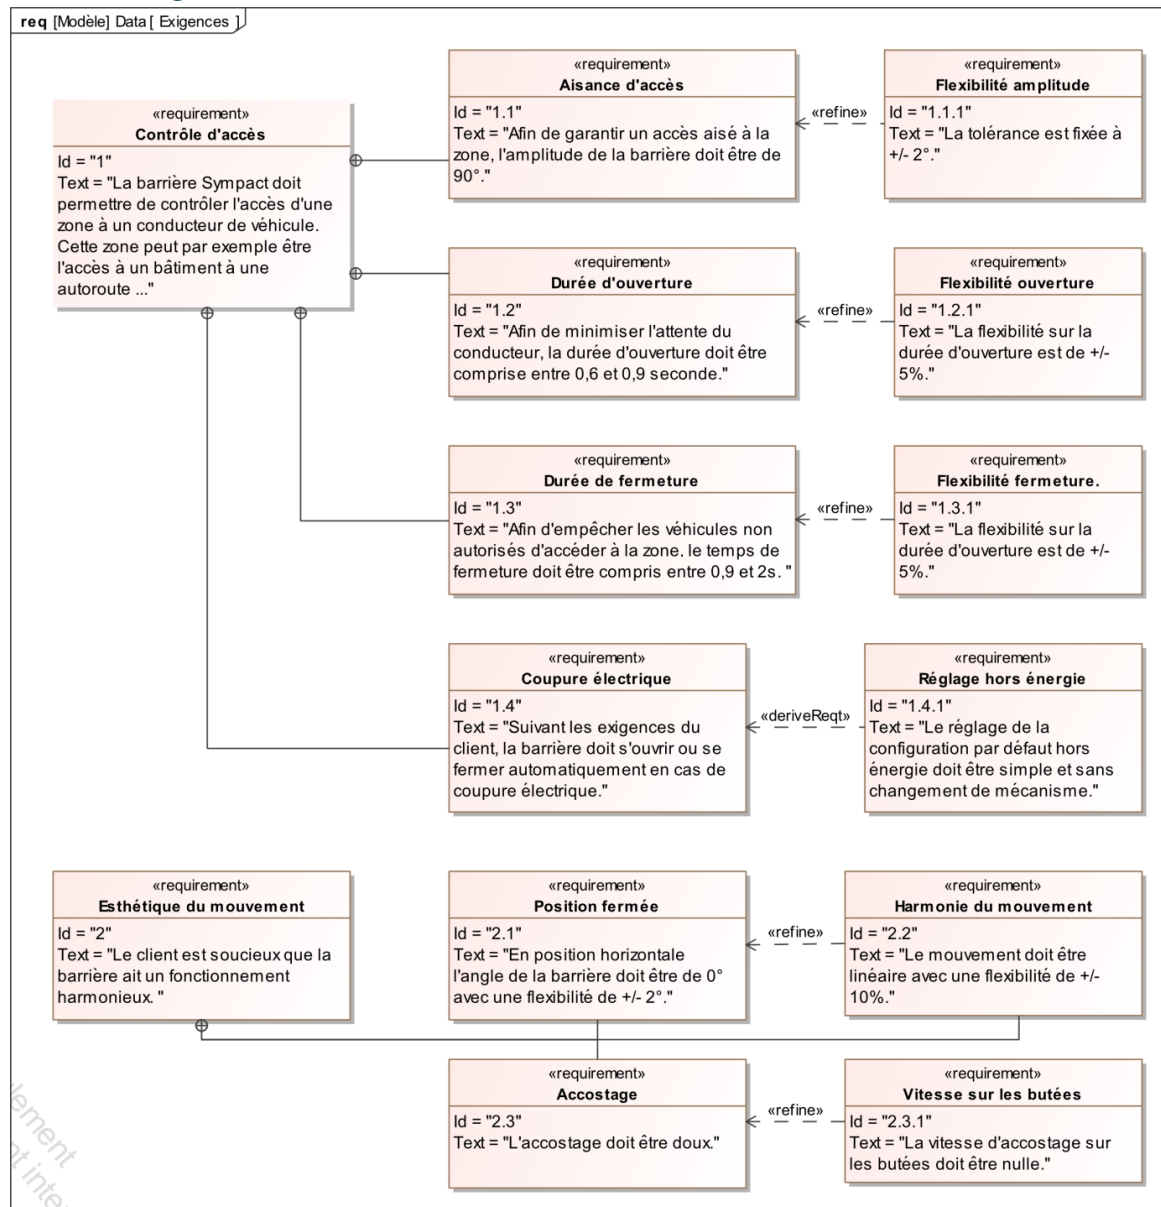 req [Modèle] Data [ Exigences ]
«requirement»
Contrôle d'accès
Id = "1"
Text = "La barrière Sympact doit
permettre de contrôler l'accès d'une
zone à un conducteur de véhicule.
Cette zone peut par exemple être
l'accès à un bâtiment à une
autoroute ..."
«requirement»
Aisance d'accès
Id = "1.1"
Text = "Afin de garantir un accès aisé à la
zone, l'amplitude de la barrière doit être de
90°."
«refine»
«requirement»
Flexibilité amplitude
Id = "1.1.1"
Text = "La tolérance est fixée à
+/- 2°."
«requirement»
Durée d'ouverture
Id = "1.2"
Text = "Afin de minimiser l'attente du
conducteur, la durée d'ouverture doit être
comprise entre 0,6 et 0,9 seconde."
«refine»
«requirement»
Flexibilité ouverture
Id = "1.2.1"
Text = "La flexibilité sur la
durée d'ouverture est de +/-
5%."
«requirement»
Durée de fermeture
Id = "1.3"
Text = "Afin d'empêcher les véhicules non
autorisés d'accéder à la zone. le temps de
fermeture doit être compris entre 0,9 et 2s. "
«refine»
«requirement»
Flexibilité fermeture.
Id = "1.3.1"
Text = "La flexibilité sur la
durée d'ouverture est de +/-
5%."
«requirement»
Coupure électrique
Id = "1.4"
Text = "Suivant les exigences du
client, la barrière doit s'ouvrir ou se
fermer automatiquement en cas de
coupure électrique."
«deriveReqt»
«requirement»
Réglage hors énergie
Id = "1.4.1"
Text = "Le réglage de la
configuration par défaut hors
énergie doit être simple et sans
changement de mécanisme."
«requirement»
Esthétique du mouvement
Id = "2"
Text = "Le client est soucieux que la
barrière ait un fonctionnement
harmonieux. "
«requirement»
Position fermée
Id = "2.1"
Text = "En position horizontale
l'angle de la barrière doit être de 0°
avec une flexibilité de +/- 2°."
«refine»
«requirement»
Harmonie du mouvement
Id = "2.2"
Text = "Le mouvement doit être
linéaire avec une flexibilité de +/-
10%."
«requirement»
Accostage
Id = "2.3"
Text = "L'accostage doit être doux."
«refine»
«requirement»
Vitesse sur les butées
Id = "2.3.1"
Text = "La vitesse d'accostage sur
les butées doit être nulle."